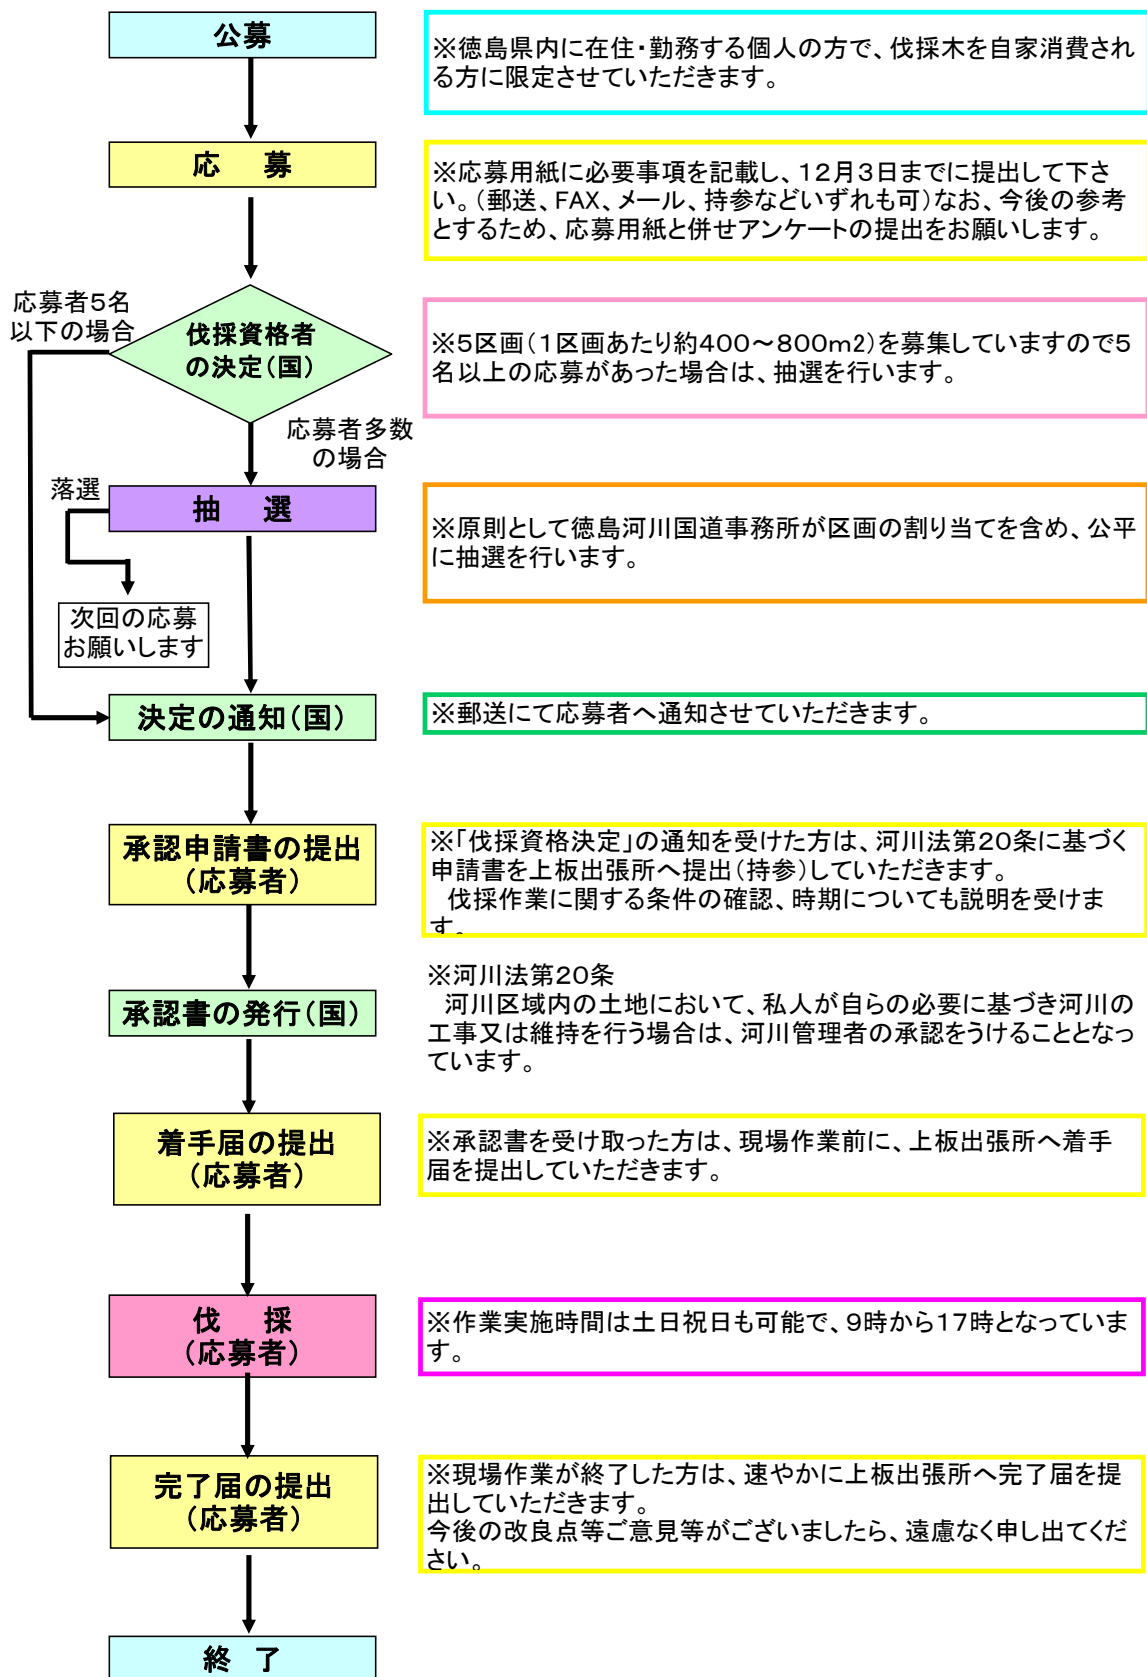 公募
※徳島県内に在住・勤務する個人の方で、伐採木を自家消費され
る方に限定させていただきます。
応　募
※応募用紙に必要事項を記載し、12月3日までに提出して下さ
い。（郵送、FAX、メール、持参などいずれも可）なお、今後の参考
とするため、応募用紙と併せアンケートの提出をお願いします。
応募者5名
以下の場合
伐採資格者
の決定（国）
※5区画（1区画あたり約400～800m2）を募集していますので5
名以上の応募があった場合は、抽選を行います。
応募者多数
の場合
落選
抽　選
※原則として徳島河川国道事務所が区画の割り当てを含め、公平
に抽選を行います。
次回の応募
お願いします
決定の通知（国）
※郵送にて応募者へ通知させていただきます。
承認申請書の提出
（応募者）
※「伐採資格決定」の通知を受けた方は、河川法第20条に基づく
申請書を上板出張所へ提出（持参）していただきます。
　伐採作業に関する条件の確認、時期についても説明を受けま
す。
承認書の発行（国）
※河川法第20条
　河川区域内の土地において、私人が自らの必要に基づき河川の
工事又は維持を行う場合は、河川管理者の承認をうけることとなっ
ています。
着手届の提出
（応募者）
※承認書を受け取った方は、現場作業前に、上板出張所へ着手
届を提出していただきます。
伐　採
（応募者）
※作業実施時間は土日祝日も可能で、9時から17時となっていま
す。
完了届の提出
（応募者）
※現場作業が終了した方は、速やかに上板出張所へ完了届を提
出していただきます。
今後の改良点等ご意見等がございましたら、遠慮なく申し出てくだ
さい。
終　了